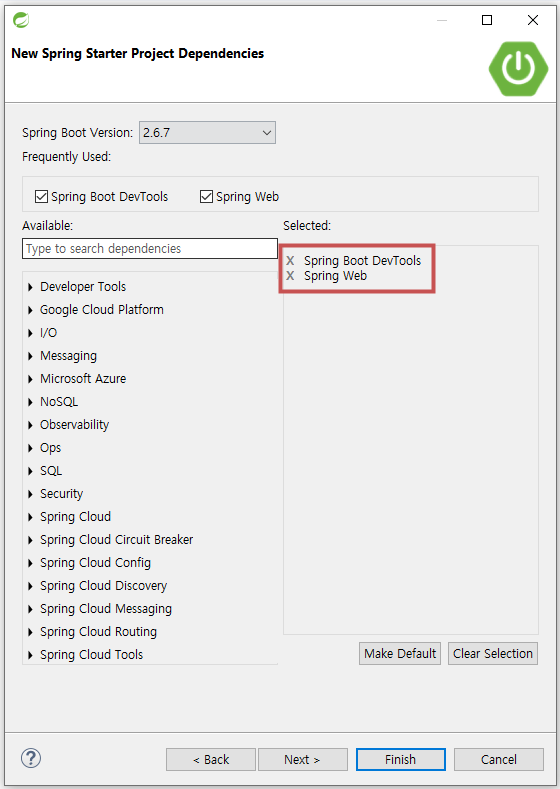 New Spring Starter Project Dependencies
Spring Boot Version: 2.6.7
Frequently Used:
Spring Boot DevTools Spring Web
Available: Selected:
Type to search dependencies
X Spring Boot DevTools
X Spring Web
Developer Tools
Google Cloud Platform
I/O
Messaging
Microsoft Azure
NoSQL
Observability
Ops
SQL
Security
Spring Cloud
Spring Cloud Circuit Breaker
Spring Cloud Config
Spring Cloud Discovery
Spring Cloud Messaging
Spring Cloud Routing
Spring Cloud Tools
Make Default Clear Selection
? < Back Next > Finish Cancel